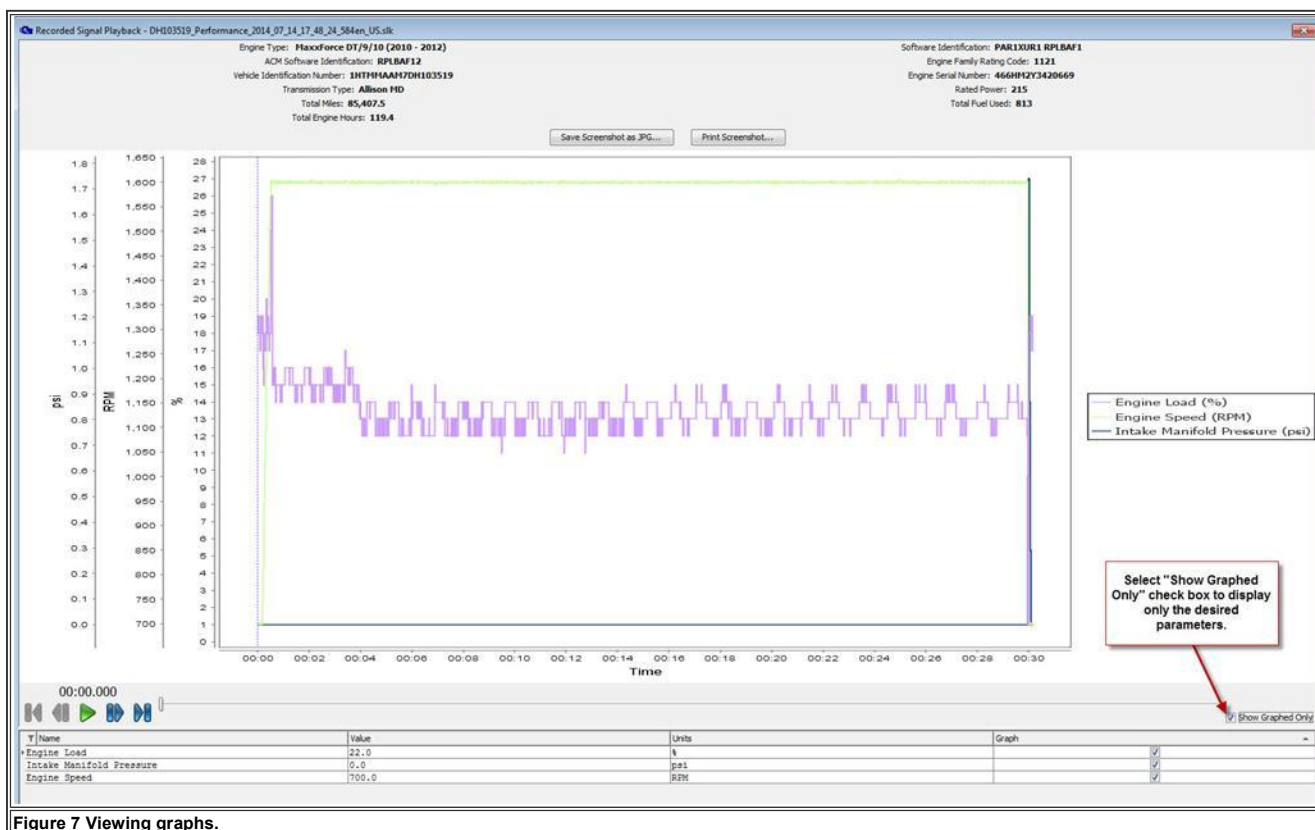 Recorded Signal Playback - DH103519_Performance_2014_07_14_17_48_24_584en_US.slk
Engine Type: MaxxForce DT/9/10 (2010 - 2012)
ACM Software Identification: RPLBAF12
Vehicle Identification Number: 1HTMMAAM7DH103519
Transmission Type: Allison MD
Total Miles: 85,407.5
Total Engine Hours: 119.4
Software Identification: PAR1XUR1 RPLBAF1
Engine Family Rating Code: 1121
Engine Serial Number: 466HM2Y3420669
Rated Power: 215
Total Fuel Used: 813
Save Screenshot as JPG...
Print Screenshot...
psi
1.8
1.7
1.6
1.5
1.4
1.3
1.2
1.1
1.0
0.9
0.8
0.7
0.6
0.5
0.4
0.3
0.2
0.1
0.0
RPM
1,650
1,600
1,550
1,500
1,450
1,400
1,350
1,300
1,250
1,200
1,150
1,100
1,050
1,000
950
900
850
800
750
700
%
28
27
26
25
24
23
22
21
20
19
18
17
16
15
14
13
12
11
10
9
8
7
6
5
4
3
2
1
0
00:00 00:02 00:04 00:06 00:08 00:10 00:12 00:14 00:16 00:18 00:20 00:22 00:24 00:26 00:28 00:30
Time
Engine Load (%)
Engine Speed (RPM)
Intake Manifold Pressure (psi)
Select "Show Graphed
Only" check box to display
only the desired
parameters.
00:00.000
Show Graphed Only
Name Value Units Graph
Engine Load 22.0 %
Intake Manifold Pressure 0.0 psi
Engine Speed 700.0 RPM
Figure 7 Viewing graphs.